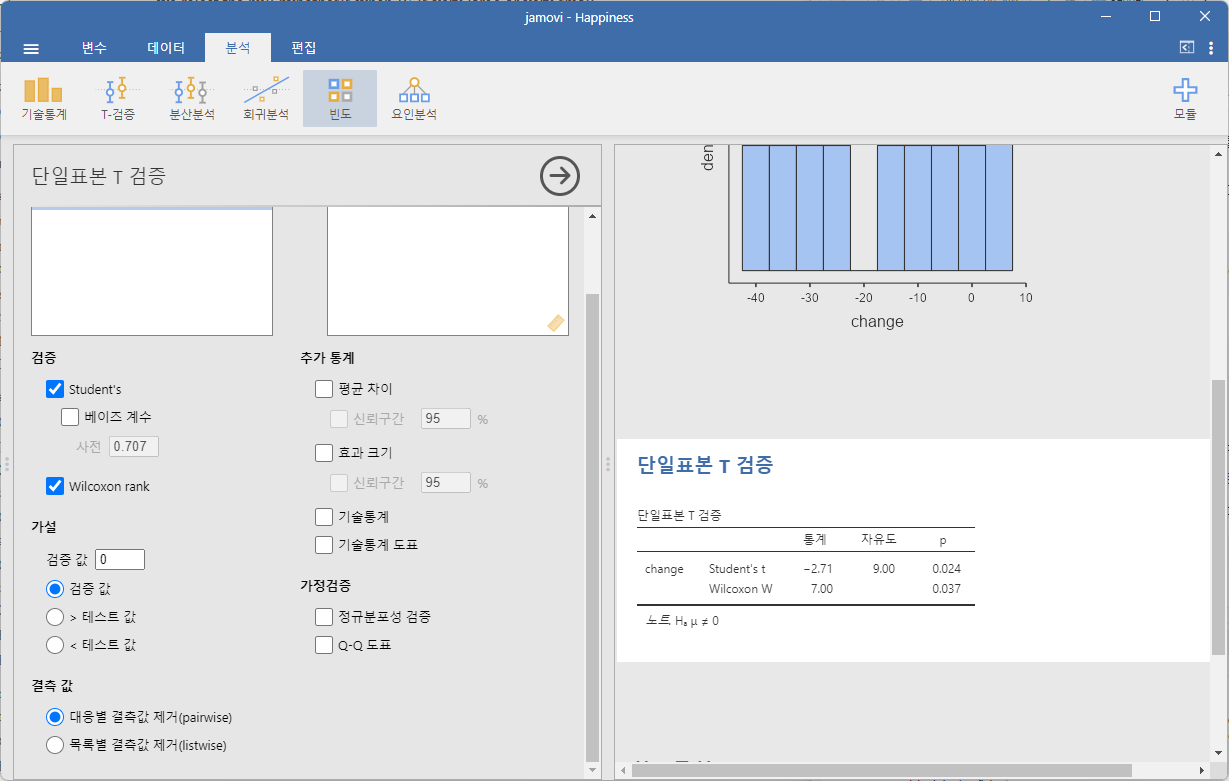 jamovi - Happiness
변수 데이터 분석 편집
기술통계 T-검증 분산분석 회귀분석 빈도 요인분석 모듈
단일표본 T 검증
검증
Student's
베이즈 계수
사전 0.707
Wilcoxon rank
가설
검증 값 0
검증 값
> 테스트 값
< 테스트 값
결측 값
대응별 결측값 제거(pairwise)
목록별 결측값 제거(listwise)
추가 통계
평균 차이
신뢰구간 95 %
효과 크기
신뢰구간 95 %
기술통계
기술통계 도표
가정검증
정규분포성 검증
Q-Q 도표
den
-40 -30 -20 -10 0 10
change
단일표본 T 검증
단일표본 T 검증
통계 자유도 p
change Student's t −2.71 9.00 0.024
Wilcoxon W 7.00 0.037
노트 Hₐ μ ≠ 0